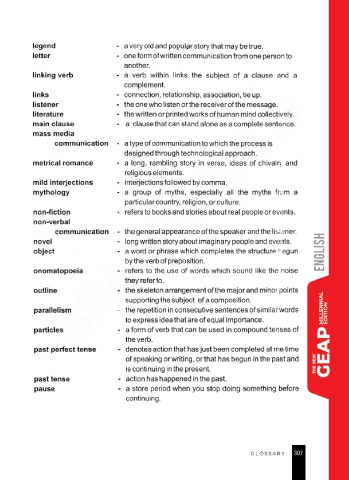 legend - a very old and popular story that may be true.
letter - one form of written communication from one person to
another.
linking verb - a verb within links the subject of a clause and a
complement.
links - connection, relationship, association, tie up.
listener - the one who listen or the receiver of the message.
literature - the written or printed works of human mind collectively.
main clause - a clause that can stand alone as a complete sentence.
mass media
communication - a type of communication to which the process is
designed through technological approach.
metrical romance - a long, rambling story in verse, ideas of chivalry and
religious elements.
mild interjections - interjections followed by comma.
mythology - a group of myths, especially all the myths from a
particular country, religion, or culture.
non-fiction - refers to books and stories about real people or events.
non-verbal
communication - the general appearance of the speaker and the listener.
novel - long written story about imaginary people and events.
object - a word or phrase which completes the structure begun
by the verb of preposition.
onomatopoeia - refers to the use of words which sound like the noise
they refer to.
outline - the skeleton arrangement of the major and minor points
supporting the subject of a composition.
parallelism - the repetition in consecutive sentences of similar words
to express idea that are of equal importance.
particles - a form of verb that can be used in compound tenses of
the verb.
past perfect tense - denotes action that has just been completed at me time
of speaking or writing, or that has begun in the past and
is continuing in the present.
past tense - action has happened in the past.
pause - a store period when you stop doing something before
continuing.
ENGLISH
THE NEW
GEAP MILLENNIAL
EDITION
GLOSSARY 307